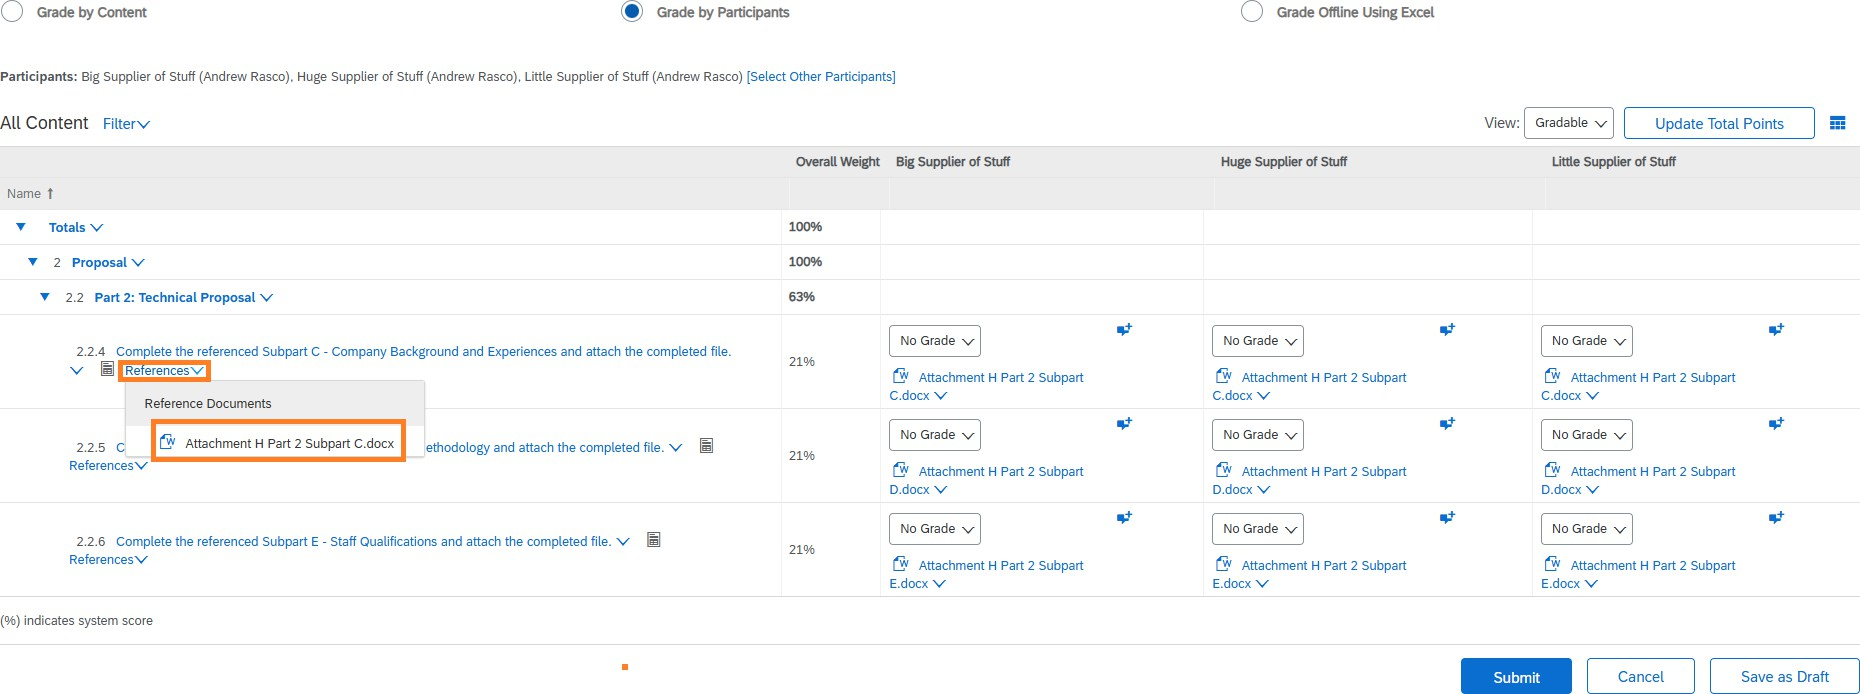 Grade by Content
Grade by Participants
Grade Offline Using Excel
Participants: Big Supplier of Stuff (Andrew Rasco), Huge Supplier of Stuff (Andrew Rasco), Little Supplier of Stuff (Andrew Rasco) [Select Other Participants]
All Content Filter
View: Gradable Update Total Points
Overall Weight Big Supplier of Stuff Huge Supplier of Stuff Little Supplier of Stuff
Name ↑
Totals 100%
2 Proposal 100%
2.2 Part 2: Technical Proposal 63%
2.2.4 Complete the referenced Subpart C - Company Background and Experiences and attach the completed file.
References
21%
No Grade
Attachment H Part 2 Subpart
C.docx
No Grade
Attachment H Part 2 Subpart
C.docx
No Grade
Attachment H Part 2 Subpart
C.docx
Reference Documents
Attachment H Part 2 Subpart C.docx
2.2.5 C ethodology and attach the completed file.
References
21%
No Grade
Attachment H Part 2 Subpart
D.docx
No Grade
Attachment H Part 2 Subpart
D.docx
No Grade
Attachment H Part 2 Subpart
D.docx
2.2.6 Complete the referenced Subpart E - Staff Qualifications and attach the completed file.
References
21%
No Grade
Attachment H Part 2 Subpart
E.docx
No Grade
Attachment H Part 2 Subpart
E.docx
No Grade
Attachment H Part 2 Subpart
E.docx
(%) indicates system score
Submit
Cancel
Save as Draft